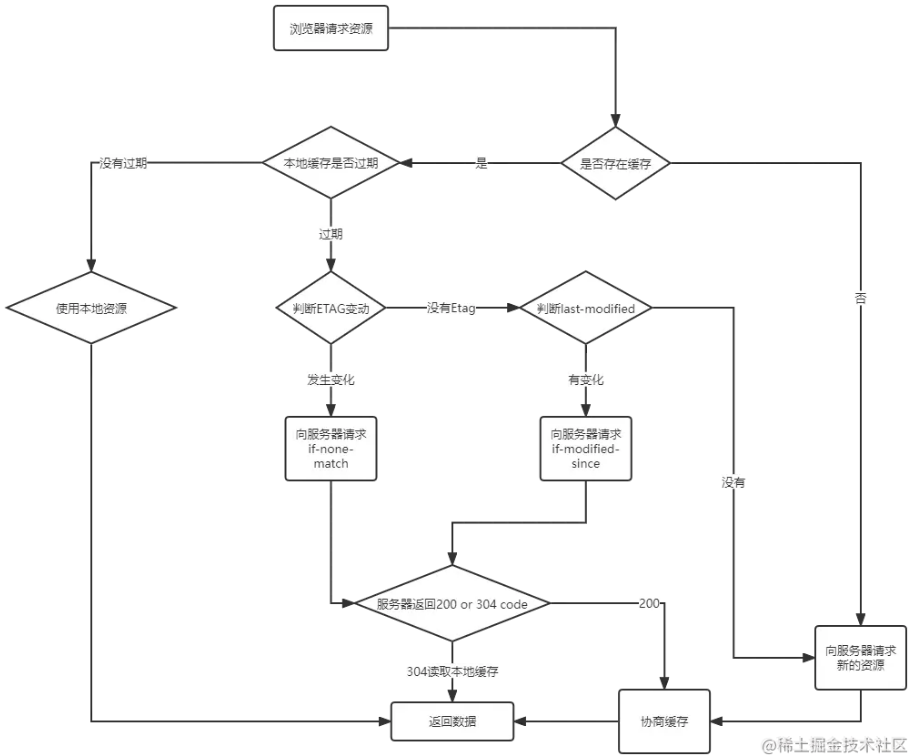 浏览器请求资源
没有过期
本地缓存是否过期
是
是否存在缓存
过期
使用本地资源
判断ETAG变动
没有Etag
判断last-modified
否
发生变化
有变化
向服务器请求
if-none-
match
向服务器请求
if-modified-
since
没有
服务器返回200 or 304 code
200
向服务器请求
新的资源
304读取本地缓存
返回数据
协商缓存
@稀土掘金技术社区